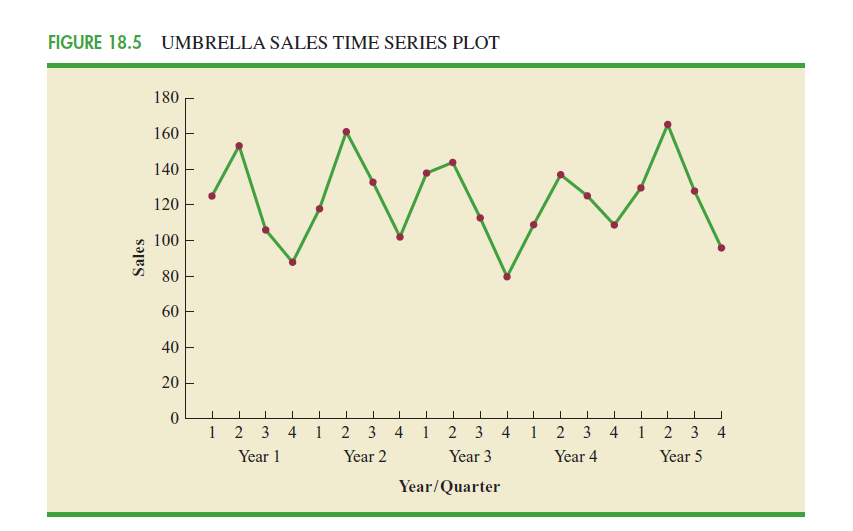 FIGURE 18.5 UMBRELLA SALES TIME SERIES PLOT
180
160
140
120
100
80
60
40
20
0
Sales
1 2 3 4 1 2 3 4 1 2 3 4 1 2 3 4 1 2 3 4
Year 1 Year 2 Year 3 Year 4 Year 5
Year/Quarter